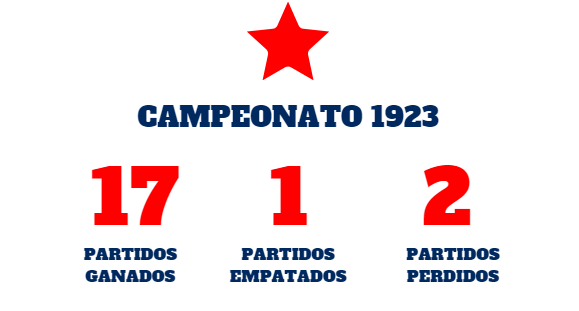 CAMPEONATO 1923
17 1 2
PARTIDOS PARTIDOS PARTIDOS
GANADOS EMPATADOS PERDIDOS